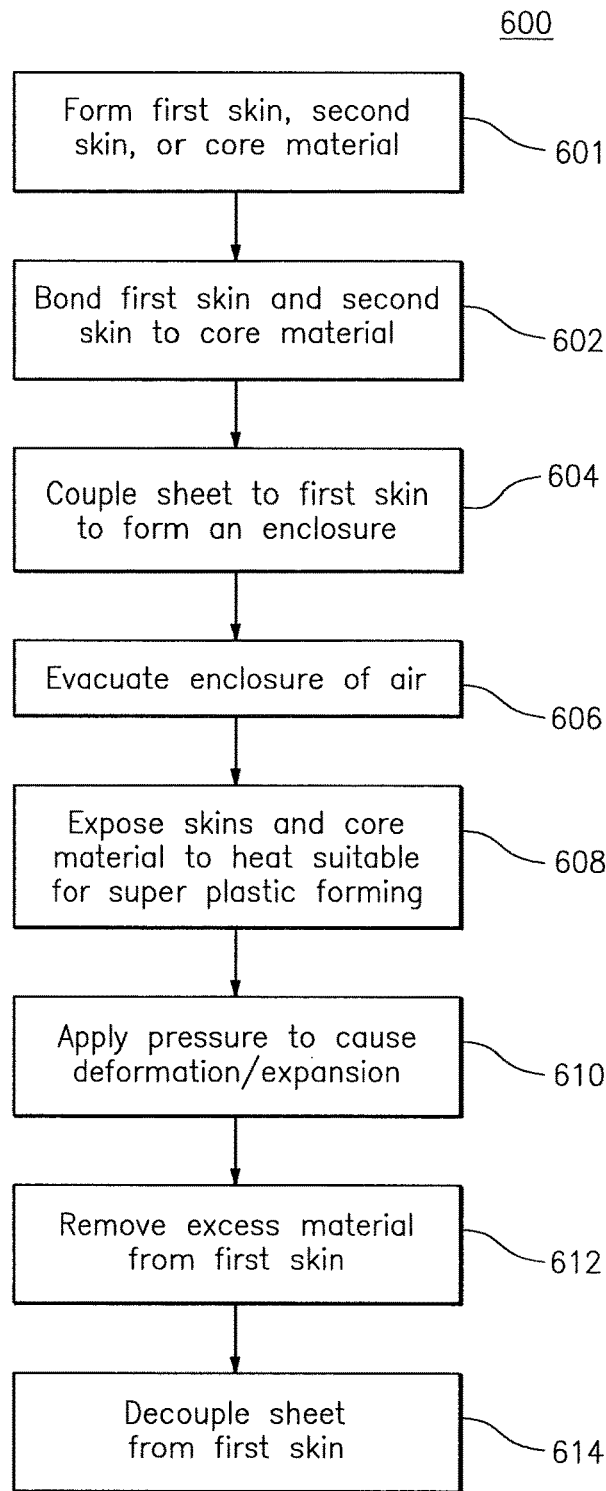 600
Form first skin, second
skin, or core material
601
Bond first skin and second
skin to core material
602
Couple sheet to first skin
to form an enclosure
604
Evacuate enclosure of air
606
Expose skins and core
material to heat suitable
for super plastic forming
608
Apply pressure to cause
deformation/expansion
610
Remove excess material
from first skin
612
Decouple sheet
from first skin
614